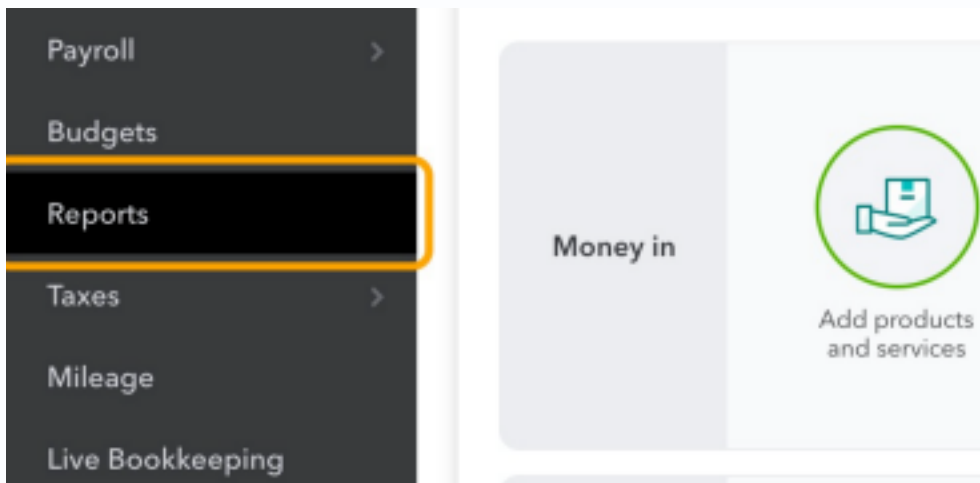 Payroll
Budgets
Reports
Taxes
Mileage
Live Bookkeeping
Money in
Add products
and services